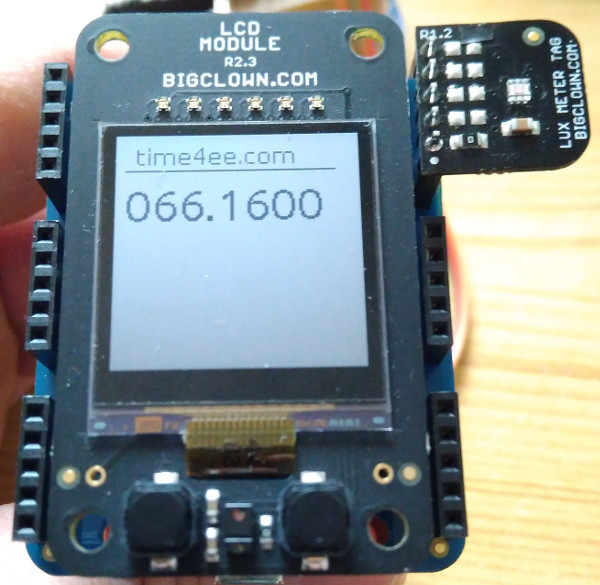 LCD
MODULE
R2.3
BIGCLOWN.COM
time4ee.com
066.1600
R1.2
LUX METER TAG
BIGCLOWN.COM